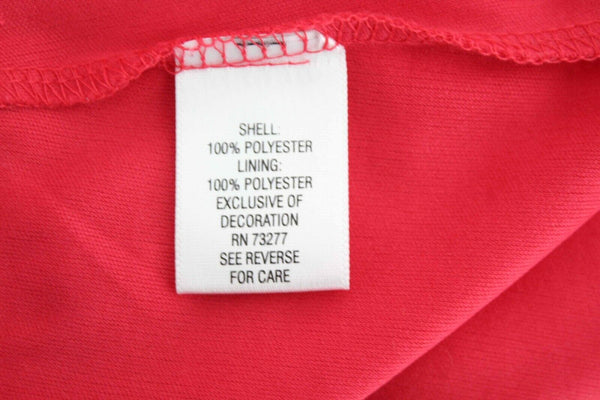 SHELL:
100% POLYESTER
LINING:
100% POLYESTER
EXCLUSIVE OF
DECORATION
RN 73277
SEE REVERSE
FOR CARE